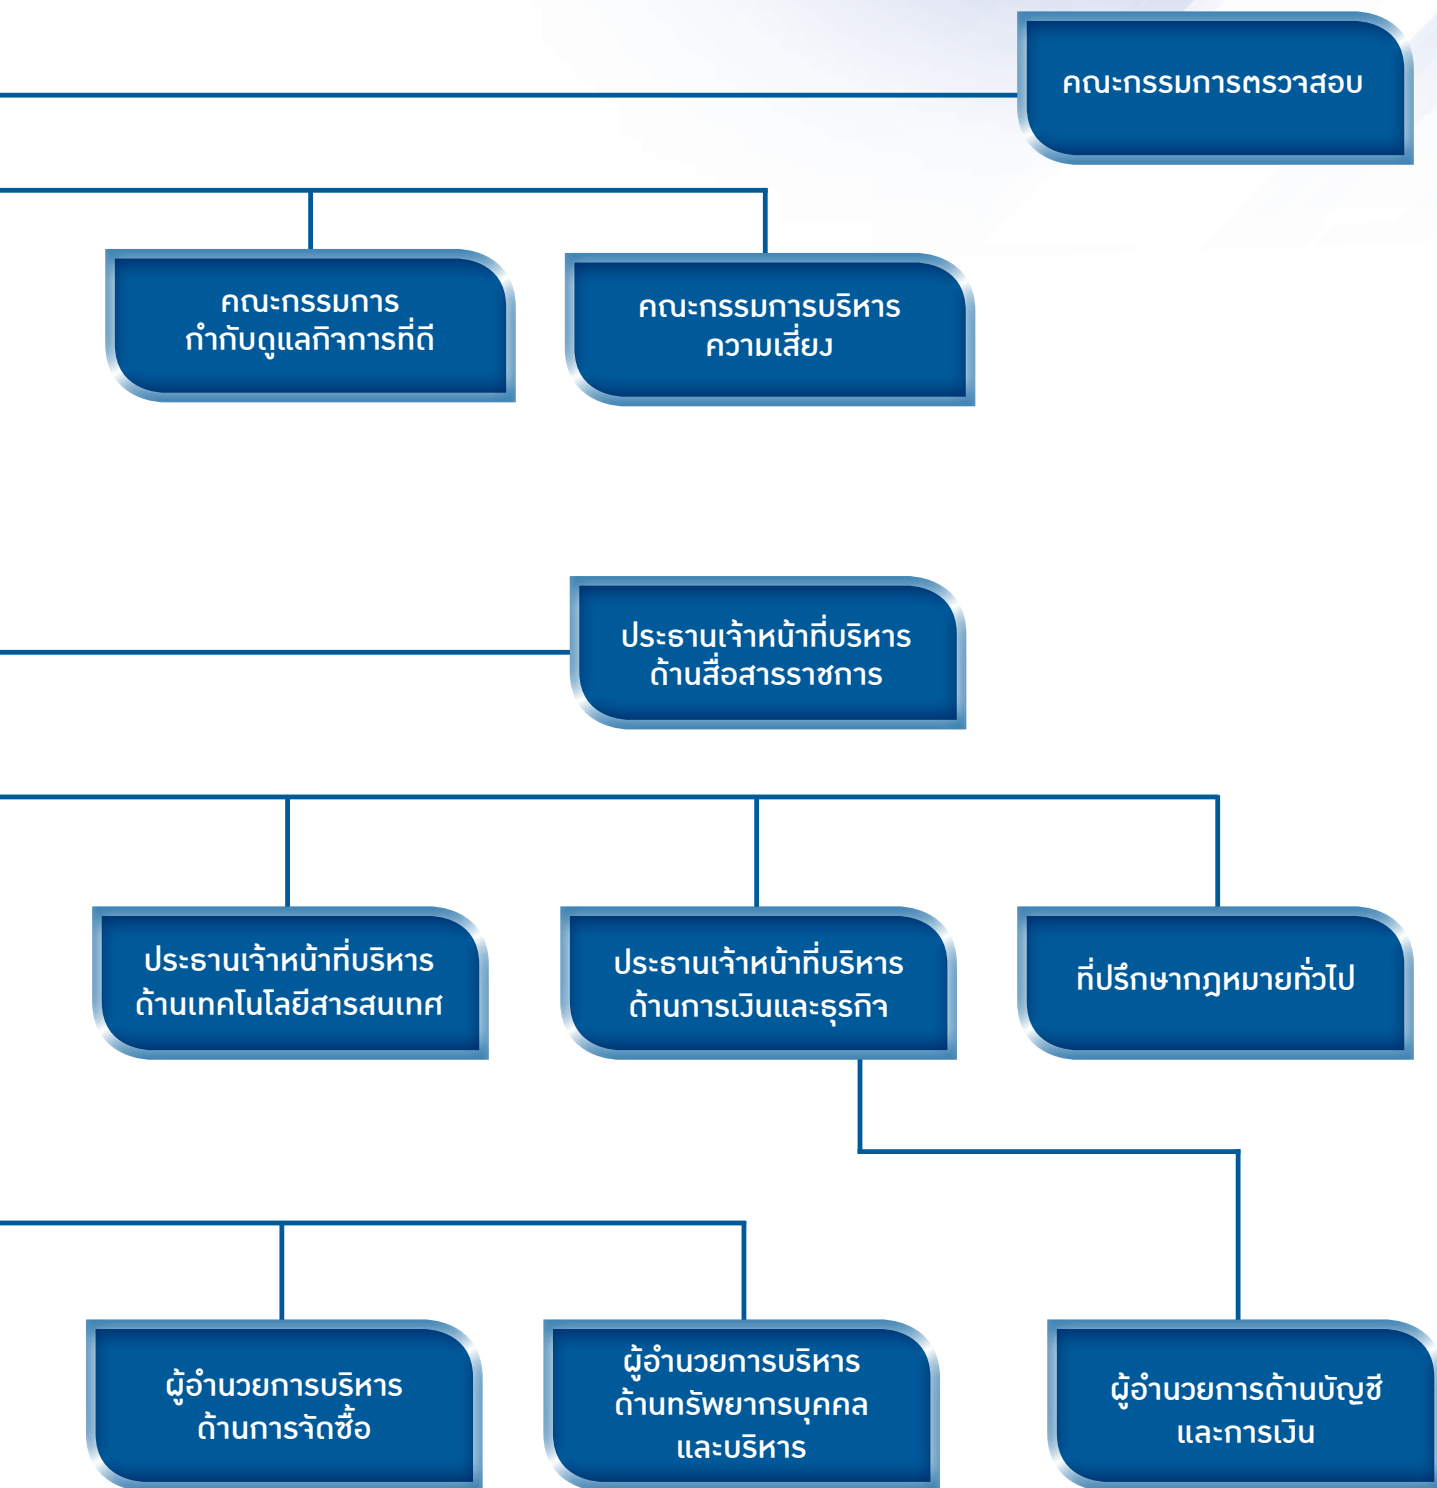 คณะกรรมการตรวจสอบ
คณะกรรมการ
กำกับดูแลกิจการที่ดี
คณะกรรมการบริหาร
ความเสี่ยง
ประธานเจ้าหน้าที่บริหาร
ด้านสื่อสารราชการ
ประธานเจ้าหน้าที่บริหาร
ด้านเทคโนโลยีสารสนเทศ
ประธานเจ้าหน้าที่บริหาร
ด้านการเงินและธุรกิจ
ที่ปรึกษากฎหมายทั่วไป
ผู้อำนวยการบริหาร
ด้านการจัดซื้อ
ผู้อำนวยการบริหาร
ด้านทรัพยากรบุคคล
และบริหาร
ผู้อำนวยการด้านบัญชี
และการเงิน